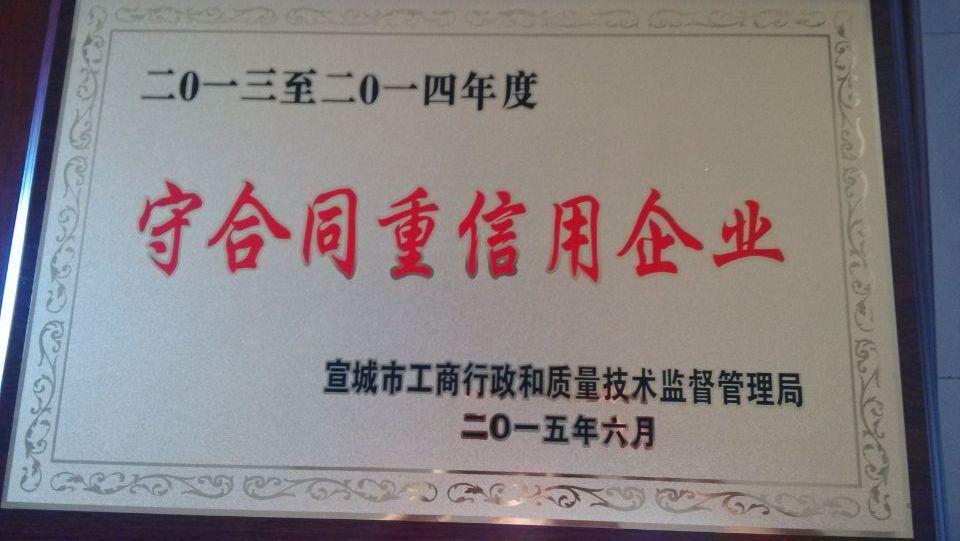 二0一三至二0一四年度
守合同重信用企业
宣城市工商行政和质量技术监督管理局
二0一五年六月